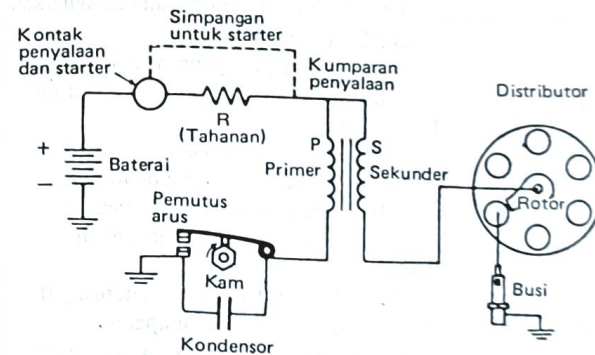 Simpangan
untuk starter
Kontak
penyalaan
dan starter
Kumparan
penyalaan
Distributor
R
(Tahanan)
P
S
Primer
Sekunder
+
Baterai
−
Rotor
Pemutus
arus
Kam
Busi
Kondensor